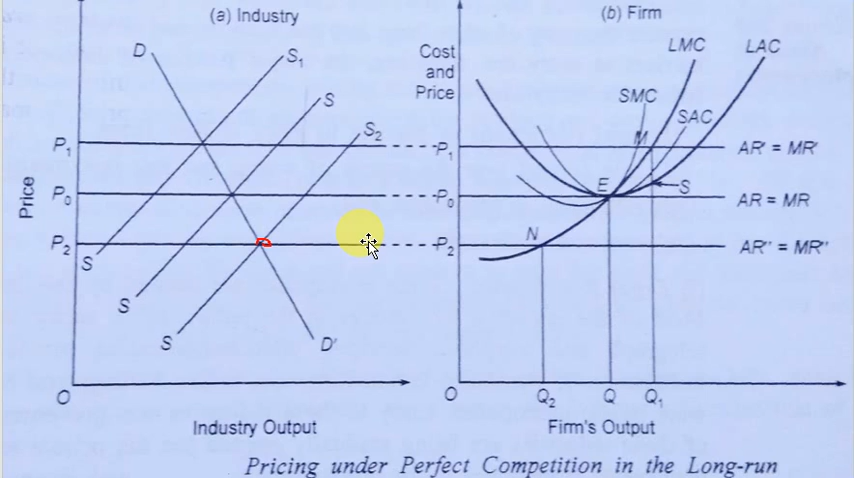 (a) Industry
(b) Firm
D
S₁
S
S₂
P₁
P₀
P₂
Price
S
S
S
D'
O
Industry Output
Cost
and
Price
LMC
LAC
SMC
SAC
M
P₁
AR' = MR'
E
S
P₀
AR = MR
N
P₂
AR'' = MR''
O
Q₂
Q
Q₁
Firm's Output
Pricing under Perfect Competition in the Long-run